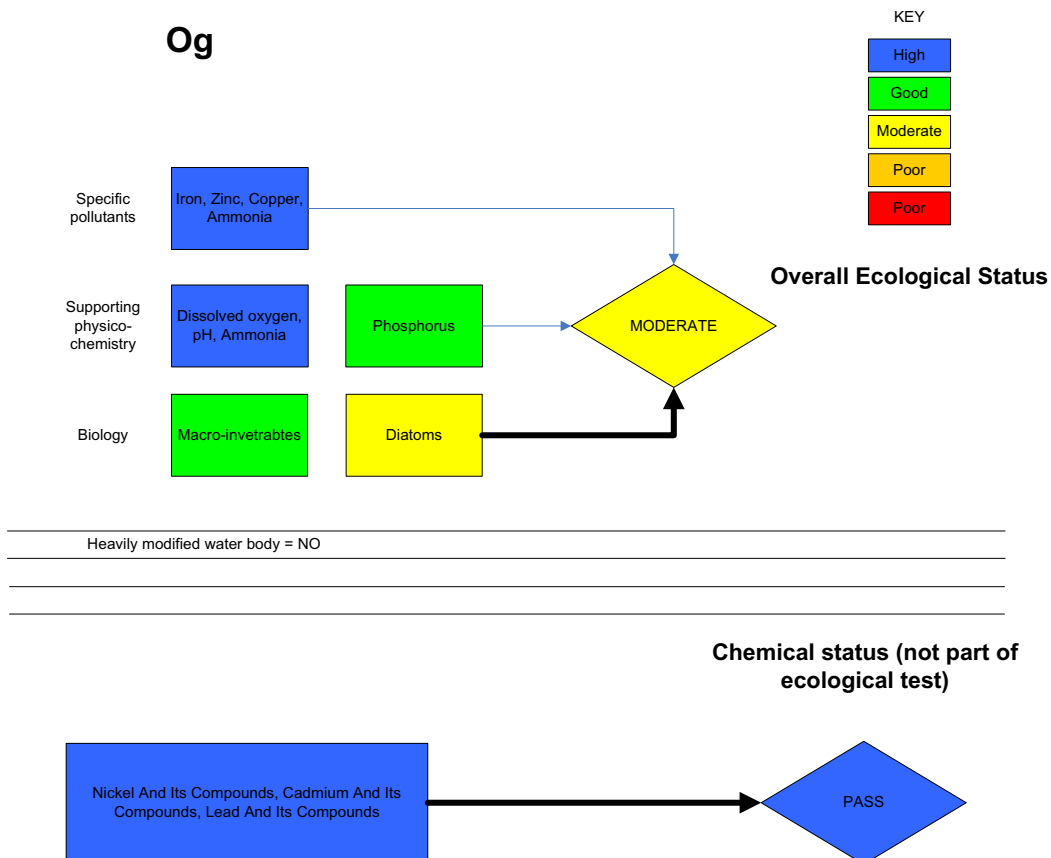 Og
KEY
High
Good
Moderate
Poor
Poor
Specific
pollutants
Iron, Zinc, Copper,
Ammonia
Overall Ecological Status
Supporting
physico-
chemistry
Dissolved oxygen,
pH, Ammonia
Phosphorus
MODERATE
Biology
Macro-invetrabtes
Diatoms
Heavily modified water body = NO
Chemical status (not part of
ecological test)
Nickel And Its Compounds, Cadmium And Its
Compounds, Lead And Its Compounds
PASS